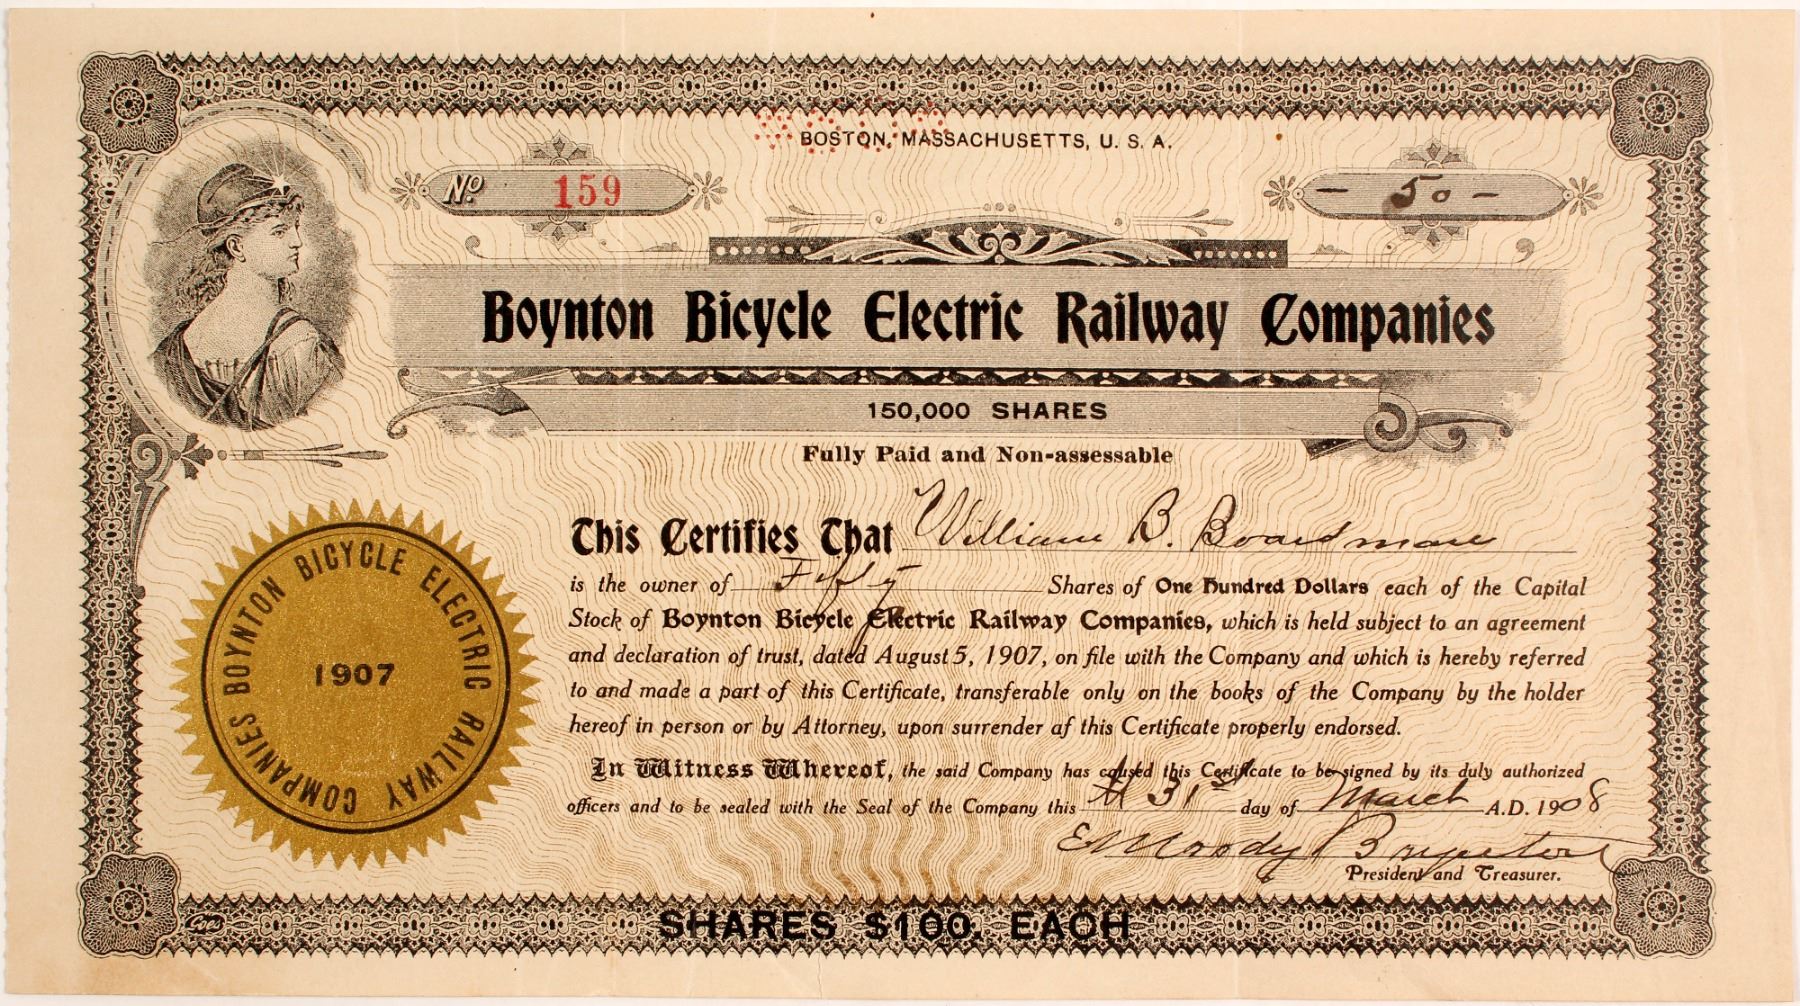 BOSTON, MASSACHUSETTS, U. S. A.
No. 159
- 50 -
Boynton Bicycle Electric Railway Companies
150,000 SHARES
Fully Paid and Non-assessable
This Certifies That William B. Boardman
is the owner of Fifty Shares of One Hundred Dollars each of the Capital
Stock of Boynton Bicycle Electric Railway Companies, which is held subject to an agreement
and declaration of trust, dated August 5, 1907, on file with the Company and which is hereby referred
to and made a part of this Certificate, transferable only on the books of the Company by the holder
hereof in person or by Attorney, upon surrender af this Certificate properly endorsed.
In Witness Whereof, the said Company has caused this Certificate to be signed by its duly authorized
officers and to be sealed with the Seal of the Company this 31st day of March A.D. 1908
E Moody Boynton
President and Treasurer.
BOYNTON BICYCLE ELECTRIC RAILWAY COMPANIES
1907
SHARES $100. EACH